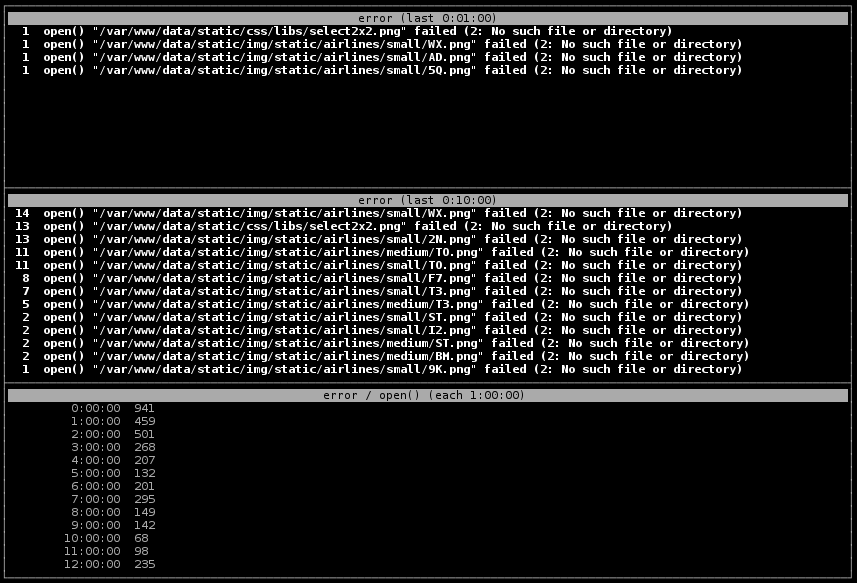 error (last 0:01:00)
1 open() "/var/www/data/static/css/libs/select2x2.png" failed (2: No such file or directory)
1 open() "/var/www/data/static/img/static/airlines/small/WX.png" failed (2: No such file or directory)
1 open() "/var/www/data/static/img/static/airlines/small/AD.png" failed (2: No such file or directory)
1 open() "/var/www/data/static/img/static/airlines/small/5Q.png" failed (2: No such file or directory)
error (last 0:10:00)
14 open() "/var/www/data/static/img/static/airlines/small/WX.png" failed (2: No such file or directory)
13 open() "/var/www/data/static/css/libs/select2x2.png" failed (2: No such file or directory)
13 open() "/var/www/data/static/img/static/airlines/small/2N.png" failed (2: No such file or directory)
11 open() "/var/www/data/static/img/static/airlines/medium/TO.png" failed (2: No such file or directory)
11 open() "/var/www/data/static/img/static/airlines/small/TO.png" failed (2: No such file or directory)
8 open() "/var/www/data/static/img/static/airlines/small/F7.png" failed (2: No such file or directory)
7 open() "/var/www/data/static/img/static/airlines/small/T3.png" failed (2: No such file or directory)
5 open() "/var/www/data/static/img/static/airlines/medium/T3.png" failed (2: No such file or directory)
2 open() "/var/www/data/static/img/static/airlines/small/ST.png" failed (2: No such file or directory)
2 open() "/var/www/data/static/img/static/airlines/small/I2.png" failed (2: No such file or directory)
2 open() "/var/www/data/static/img/static/airlines/medium/ST.png" failed (2: No such file or directory)
2 open() "/var/www/data/static/img/static/airlines/medium/BM.png" failed (2: No such file or directory)
1 open() "/var/www/data/static/img/static/airlines/small/9K.png" failed (2: No such file or directory)
error / open() (each 1:00:00)
0:00:00 941
1:00:00 459
2:00:00 501
3:00:00 268
4:00:00 207
5:00:00 132
6:00:00 201
7:00:00 295
8:00:00 149
9:00:00 142
10:00:00 68
11:00:00 98
12:00:00 235